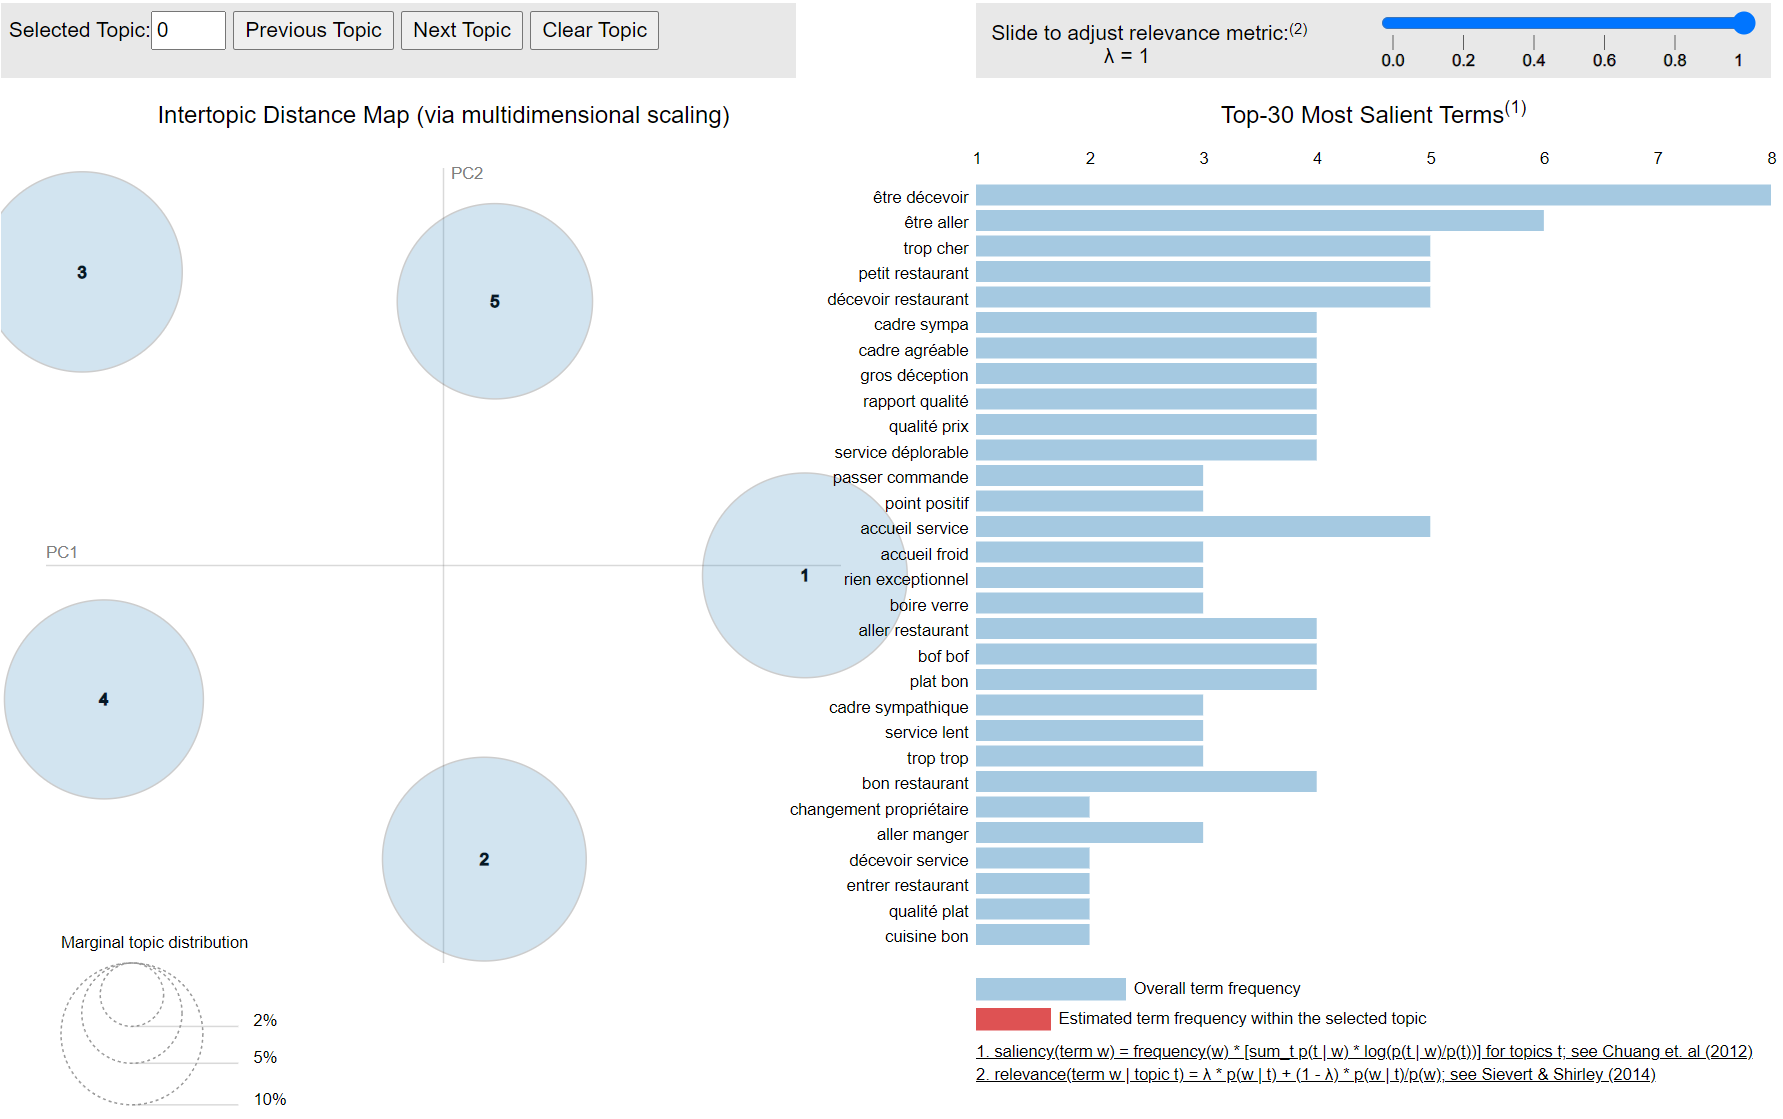 Selected Topic: 0 Previous Topic Next Topic Clear Topic
Slide to adjust relevance metric:(2)
λ = 1
0.0 0.2 0.4 0.6 0.8 1
Intertopic Distance Map (via multidimensional scaling)
PC2
PC1
3
5
1
4
2
Marginal topic distribution
2%
5%
10%
Top-30 Most Salient Terms(1)
1 2 3 4 5 6 7 8
être décevoir
être aller
trop cher
petit restaurant
décevoir restaurant
cadre sympa
cadre agréable
gros déception
rapport qualité
qualité prix
service déplorable
passer commande
point positif
accueil service
accueil froid
rien exceptionnel
boire verre
aller restaurant
bof bof
plat bon
cadre sympathique
service lent
trop trop
bon restaurant
changement propriétaire
aller manger
décevoir service
entrer restaurant
qualité plat
cuisine bon
Overall term frequency
Estimated term frequency within the selected topic
1. saliency(term w) = frequency(w) * [sum_t p(t | w) * log(p(t | w)/p(t))] for topics t; see Chuang et. al (2012)
2. relevance(term w | topic t) = λ * p(w | t) + (1 - λ) * p(w | t)/p(w); see Sievert & Shirley (2014)